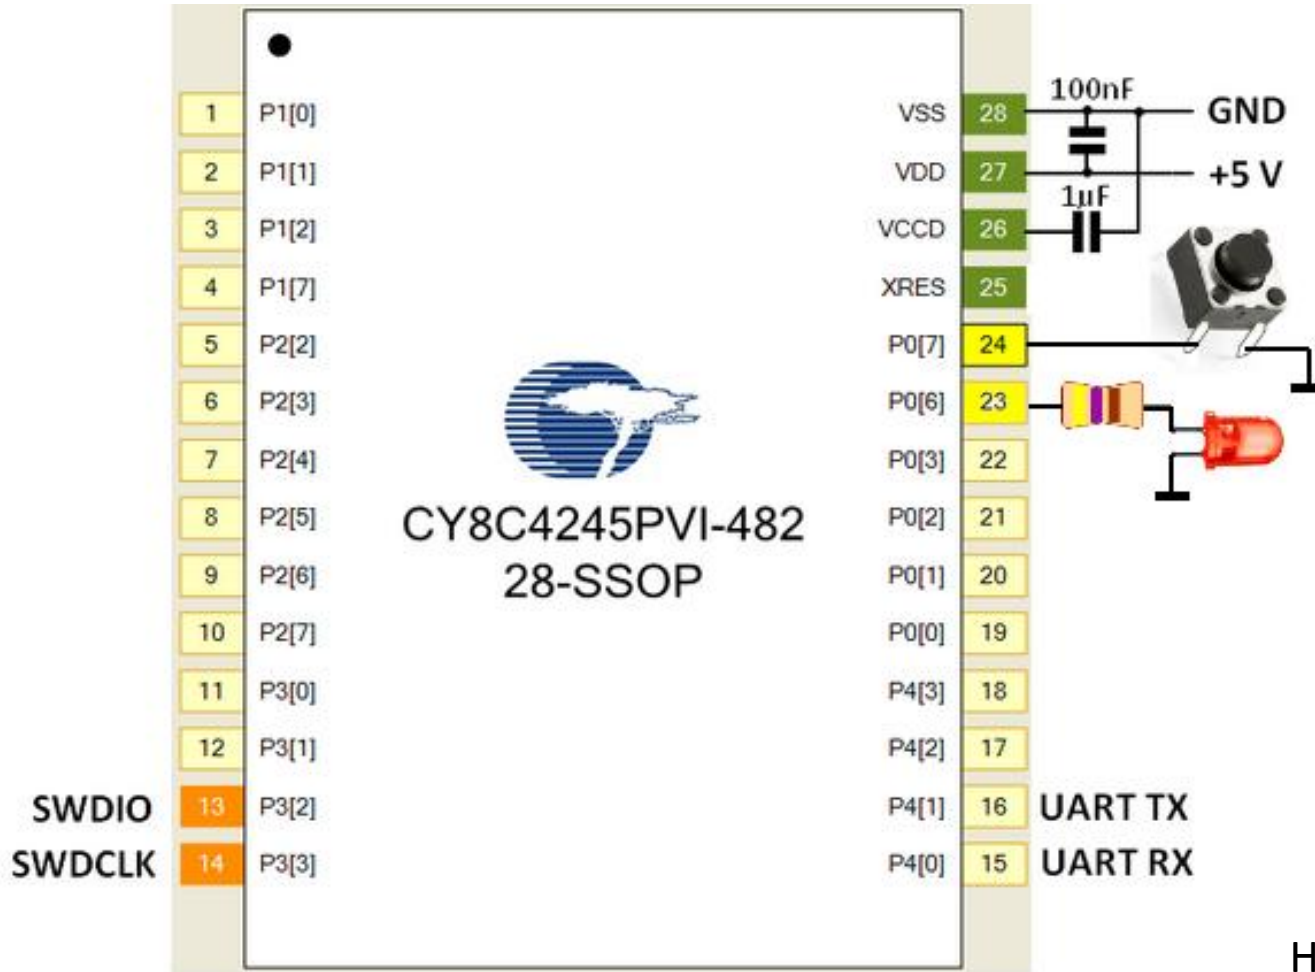 100nF
1 P1[0] VSS 28 GND
2 P1[1] VDD 27 +5 V
1µF
3 P1[2] VCCD 26
4 P1[7] XRES 25
5 P2[2] P0[7] 24
6 P2[3] P0[6] 23
7 P2[4] P0[3] 22
8 P2[5] P0[2] 21
CY8C4245PVI-482
9 P2[6] P0[1] 20
28-SSOP
10 P2[7] P0[0] 19
11 P3[0] P4[3] 18
12 P3[1] P4[2] 17
SWDIO 13 P3[2] P4[1] 16 UART TX
SWDCLK 14 P3[3] P4[0] 15 UART RX
H